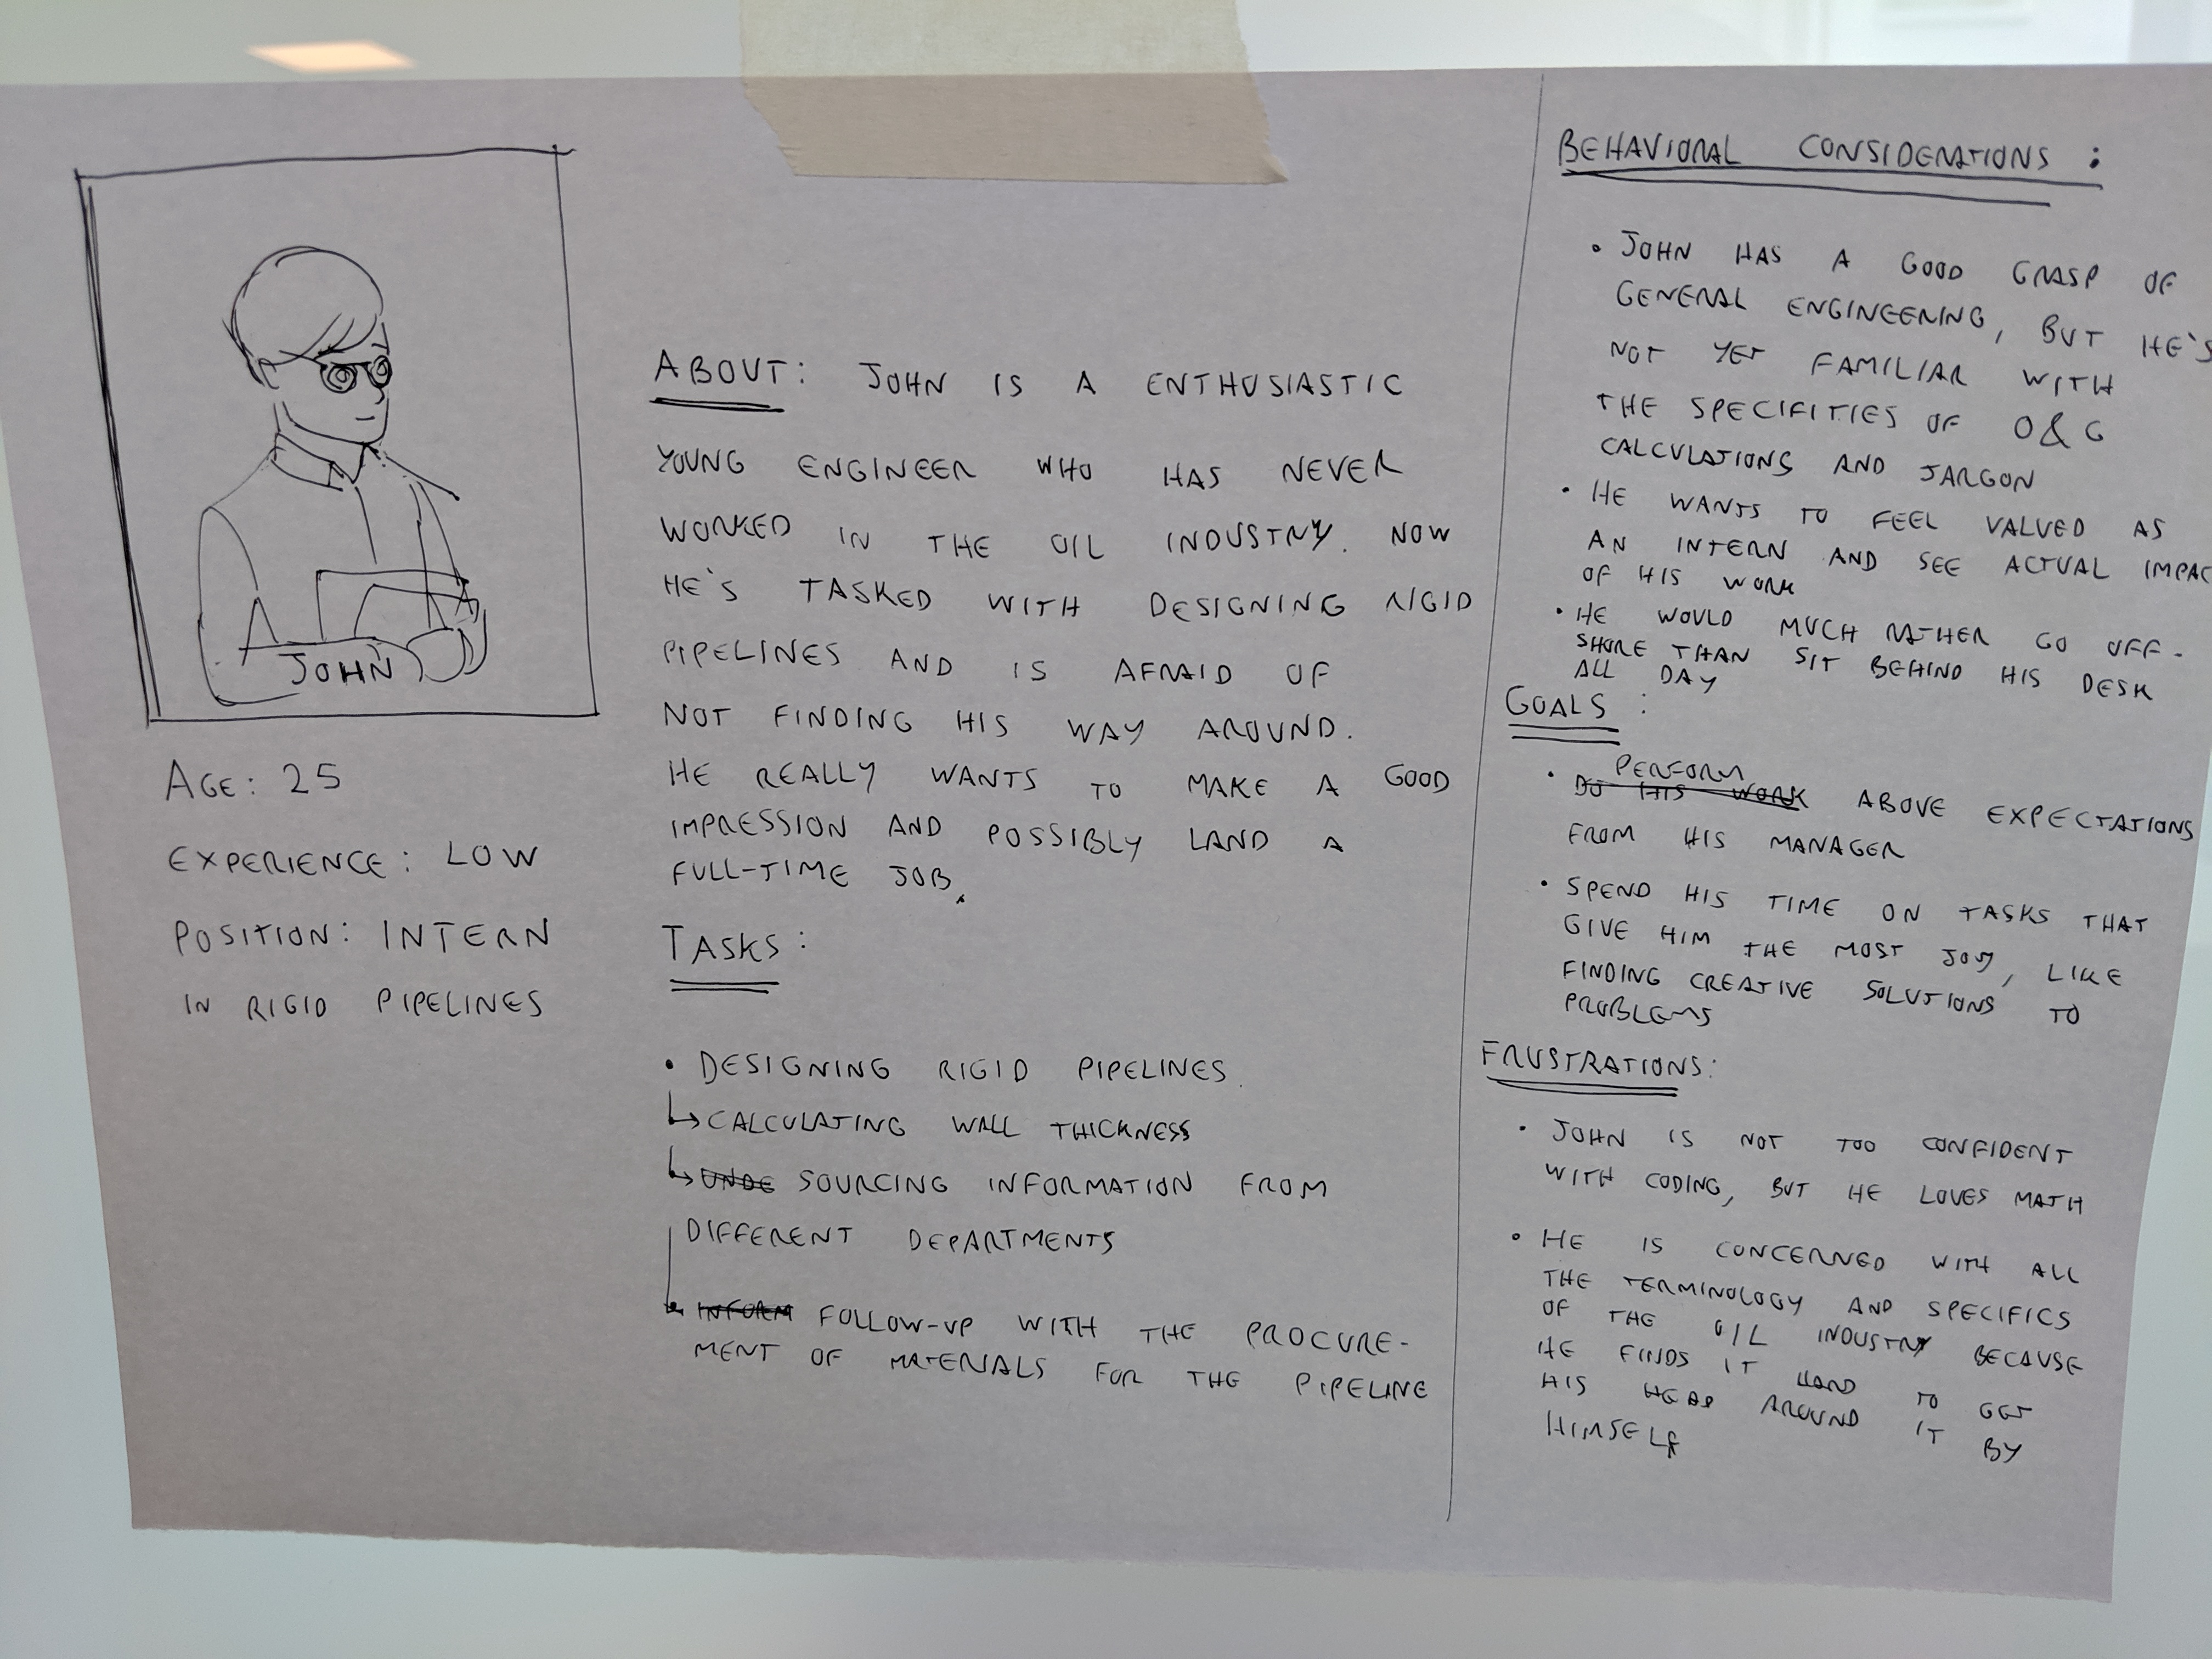 JOHN
AGE: 25
EXPERIENCE: LOW
POSITION: INTERN
IN RIGID PIPELINES
ABOUT: JOHN IS A ENTHUSIASTIC
YOUNG ENGINEER WHO HAS NEVER
WORKED IN THE OIL INDUSTRY. NOW
HE'S TASKED WITH DESIGNING RIGID
PIPELINES AND IS AFRAID OF
NOT FINDING HIS WAY AROUND.
HE REALLY WANTS TO MAKE A GOOD
IMPRESSION AND POSSIBLY LAND A
FULL-TIME JOB.
TASKS:
• DESIGNING RIGID PIPELINES.
↳ CALCULATING WALL THICKNESS
↳ UNDE SOURCING INFORMATION FROM
DIFFERENT DEPARTMENTS
INFORM FOLLOW-UP WITH THE PROCURE-
MENT OF MATERIALS FOR THE PIPELINE
BEHAVIORAL CONSIDERATIONS:
• JOHN HAS A GOOD GRASP OF
GENERAL ENGINEERING, BUT HE'S
NOT YET FAMILIAR WITH
THE SPECIFITIES OF O&G
CALCULATIONS AND JARGON
• HE WANTS TO FEEL VALUED AS
AN INTERN AND SEE ACTUAL IMPAC
OF HIS WORK
• HE WOULD MUCH RATHER GO OFF-
SHORE THAN SIT BEHIND HIS DESK
ALL DAY
GOALS:
PERFORM
• DO HIS WORK ABOVE EXPECTATIONS
FROM HIS MANAGER
• SPEND HIS TIME ON TASKS THAT
GIVE HIM THE MOST JOY, LIKE
FINDING CREATIVE SOLUTIONS TO
PROBLEMS
FRUSTRATIONS:
• JOHN IS NOT TOO CONFIDENT
WITH CODING, BUT HE LOVES MATH
• HE IS CONCERNED WITH ALL
THE TERMINOLOGY AND SPECIFICS
OF THE OIL INDUSTRY BECAUSE
HE FINDS IT HARD TO GET
HIS HEAD AROUND IT BY
HIMSELF